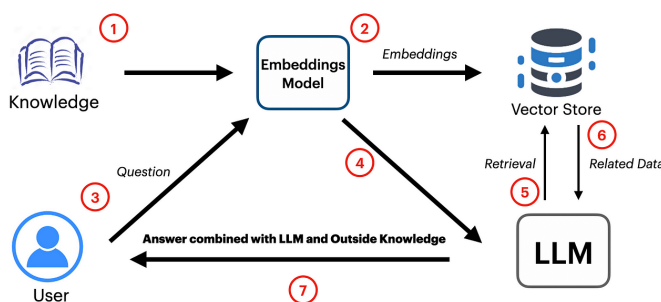 1
2
Embeddings
Model
Embeddings
Knowledge
Vector Store
3
Question
4
Retrieval
5
6
Related Data
Answer combined with LLM and Outside Knowledge
LLM
User
7